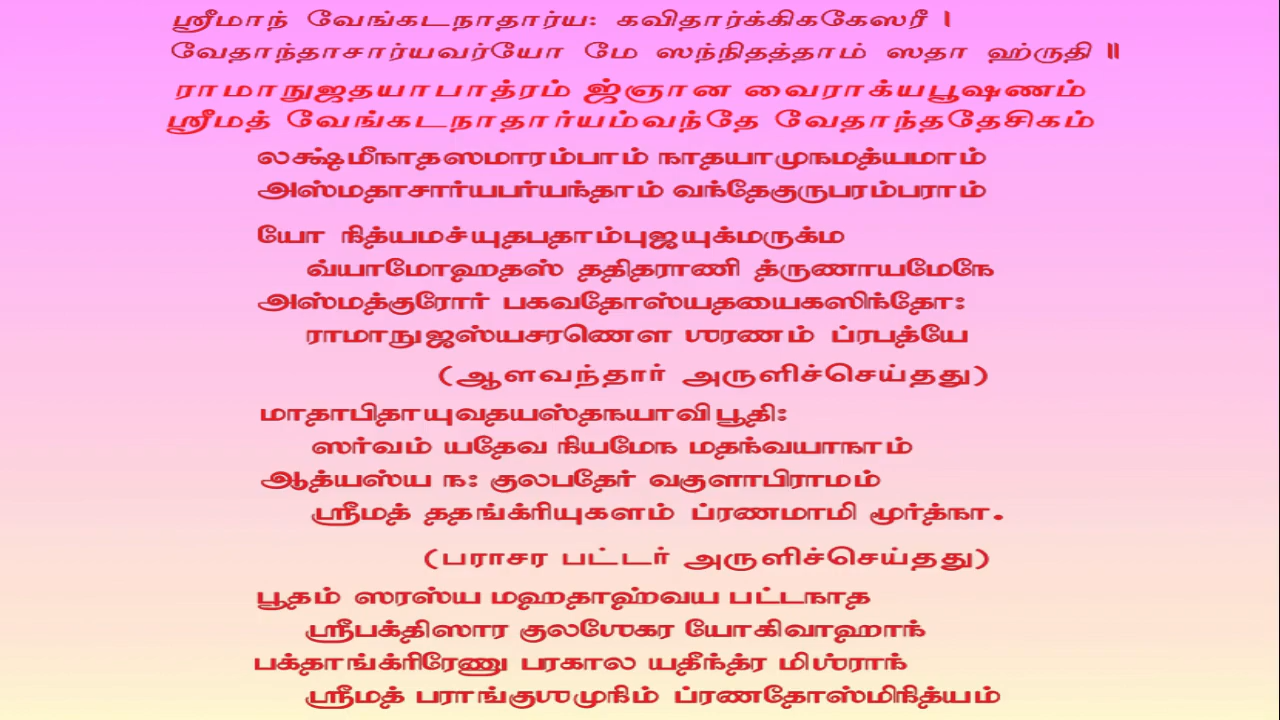 ஸ்ரீமாந் வேங்கடநாதார்ய: கவிதார்க்கிககேஸரீ |
வேதாந்தாசார்யவர்யோ மே ஸந்நிதத்தாம் ஸதா ஹ்ருதி ||
ராமாநுஜதயாபாத்ரம் ஜ்ஞான வைராக்யபூஷணம்
ஸ்ரீமத் வேங்கடநாதார்யம்வந்தே வேதாந்ததேசிகம்
லக்ஷ்மீநாதஸமாரம்பாம் நாதயாமுநமத்யமாம்
அஸ்மதாசார்யபர்யந்தாம் வந்தேகுருபரம்பராம்
யோ நித்யமச்யுதபதாம்புஜயுக்மருக்ம
வ்யாமோஹதஸ் ததிதராணி த்ருணாயமேநே
அஸ்மத்குரோர் பகவதோஸ்யதயைகஸிந்தோ:
ராமாநுஜஸ்யசரணௌ ஶரணம் ப்ரபத்யே
(ஆளவந்தார் அருளிச்செய்தது)
மாதாபிதாயுவதயஸ்தநயாவிபூதி:
ஸர்வம் யதேவ நியமேந மதந்வயாநாம்
ஆத்யஸ்ய ந: குலபதேர் வகுளாபிராமம்
ஸ்ரீமத் ததங்க்ரியுகளம் ப்ரணமாமி மூர்த்நா.
(பராசர பட்டர் அருளிச்செய்தது)
பூதம் ஸரஸ்ய மஹதாஹ்வய பட்டநாத
ஸ்ரீபக்திஸார குலஶேகர யோகிவாஹாந்
பக்தாங்க்ரிரேணு பரகால யதீந்த்ர மிஶ்ராந்
ஸ்ரீமத் பராங்குஶமுநிம் ப்ரணதோஸ்மிநித்யம்